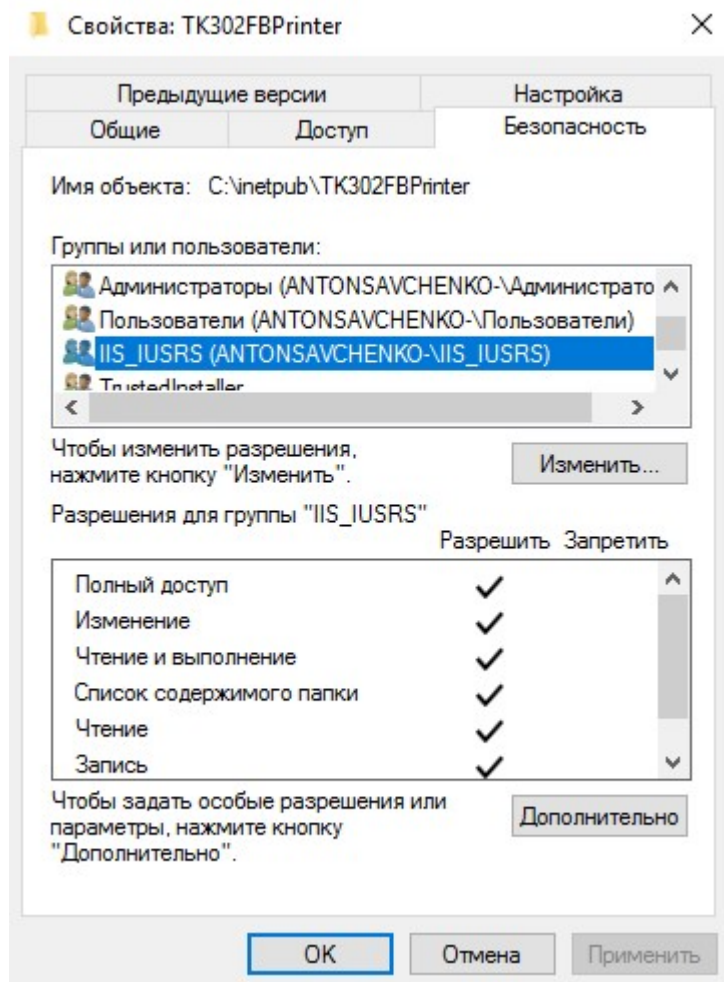 Свойства: TK302FBPrinter
Предыдущие версии
Настройка
Общие
Доступ
Безопасность
Имя объекта: C:\inetpub\TK302FBPrinter
Группы или пользователи:
Администраторы (ANTONSAVCHENKO-\Администрато
Пользователи (ANTONSAVCHENKO-\Пользователи)
IIS_IUSRS (ANTONSAVCHENKO-\IIS_IUSRS)
TrustedInstaller
Чтобы изменить разрешения,
нажмите кнопку "Изменить".
Изменить...
Разрешения для группы "IIS_IUSRS"
Разрешить Запретить
Полный доступ
Изменение
Чтение и выполнение
Список содержимого папки
Чтение
Запись
Чтобы задать особые разрешения или
параметры, нажмите кнопку
"Дополнительно".
Дополнительно
OK
Отмена
Применить